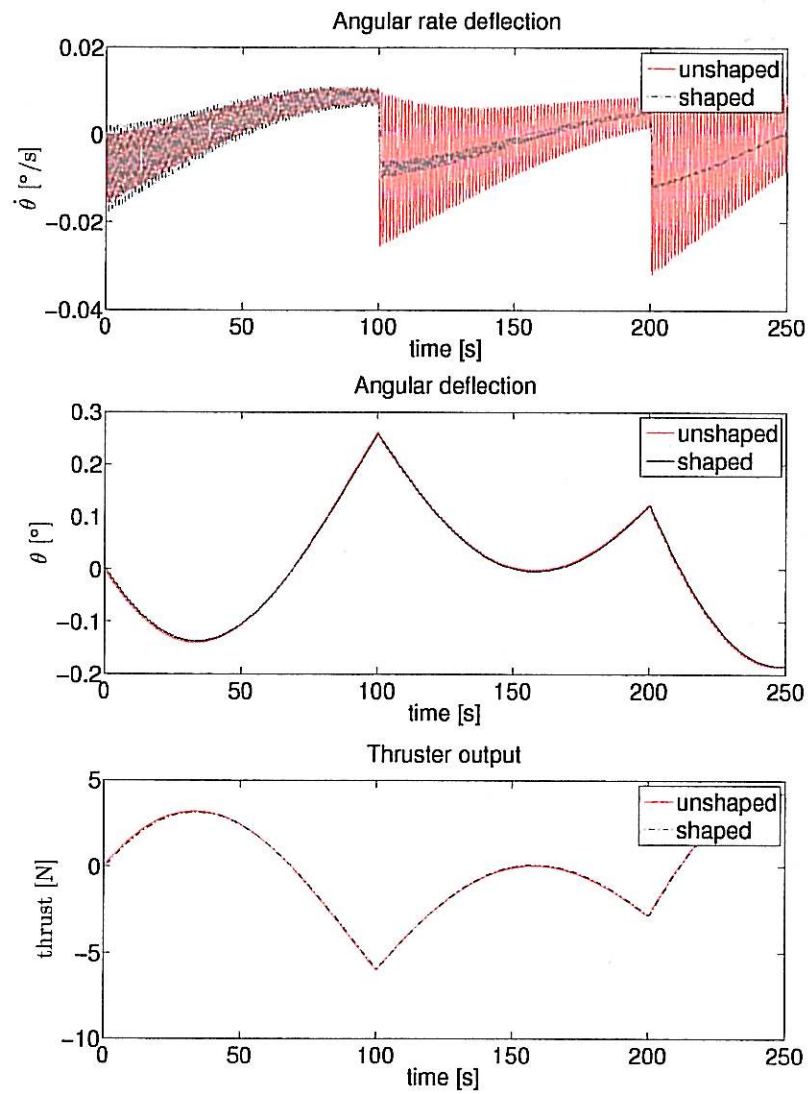 Angular rate deflection
0.02
0
−0.02
−0.04
θ̇ [°/s]
unshaped
shaped
0 50 100 150 200 250
time [s]
Angular deflection
0.3
0.2
0.1
0
−0.1
−0.2
θ [°]
unshaped
shaped
0 50 100 150 200 250
time [s]
Thruster output
5
0
−5
−10
thrust [N]
unshaped
shaped
0 50 100 150 200 250
time [s]